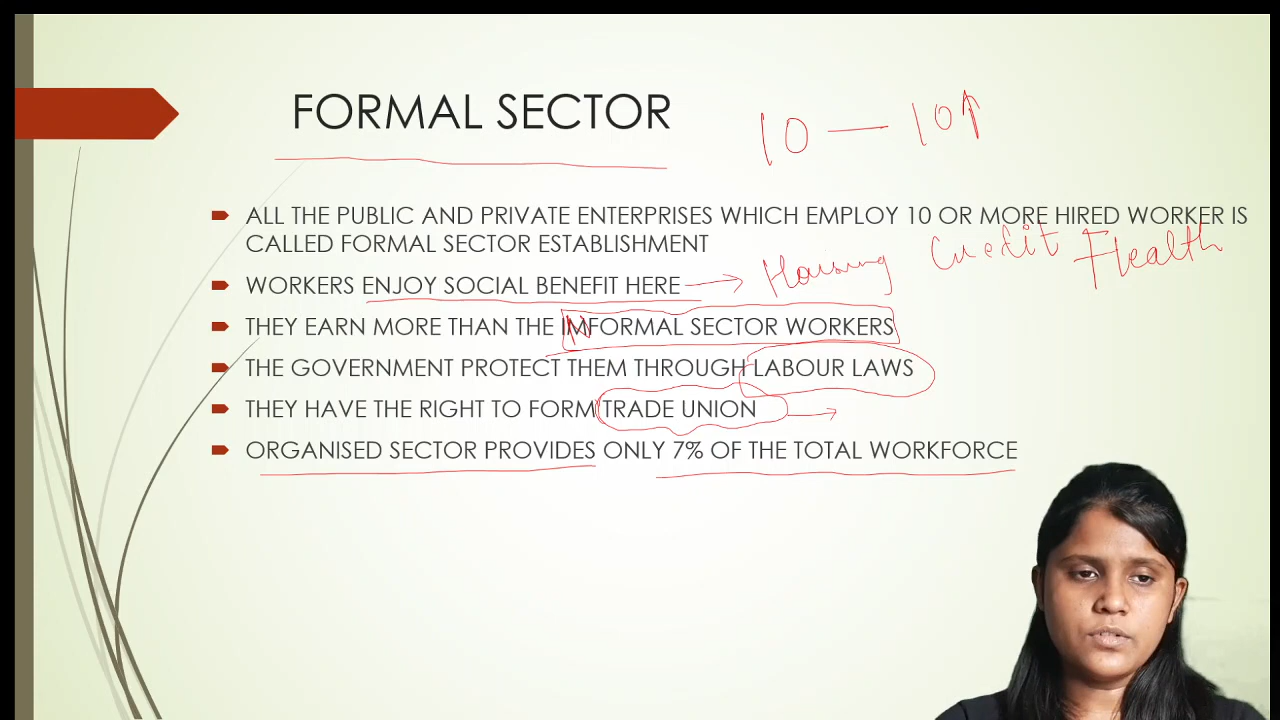 FORMAL SECTOR
10 — 10↑
ALL THE PUBLIC AND PRIVATE ENTERPRISES WHICH EMPLOY 10 OR MORE HIRED WORKER IS
CALLED FORMAL SECTOR ESTABLISHMENT
WORKERS ENJOY SOCIAL BENEFIT HERE → Housing Credit Health
THEY EARN MORE THAN THE INFORMAL SECTOR WORKERS
THE GOVERNMENT PROTECT THEM THROUGH LABOUR LAWS
THEY HAVE THE RIGHT TO FORM TRADE UNION →
ORGANISED SECTOR PROVIDES ONLY 7% OF THE TOTAL WORKFORCE